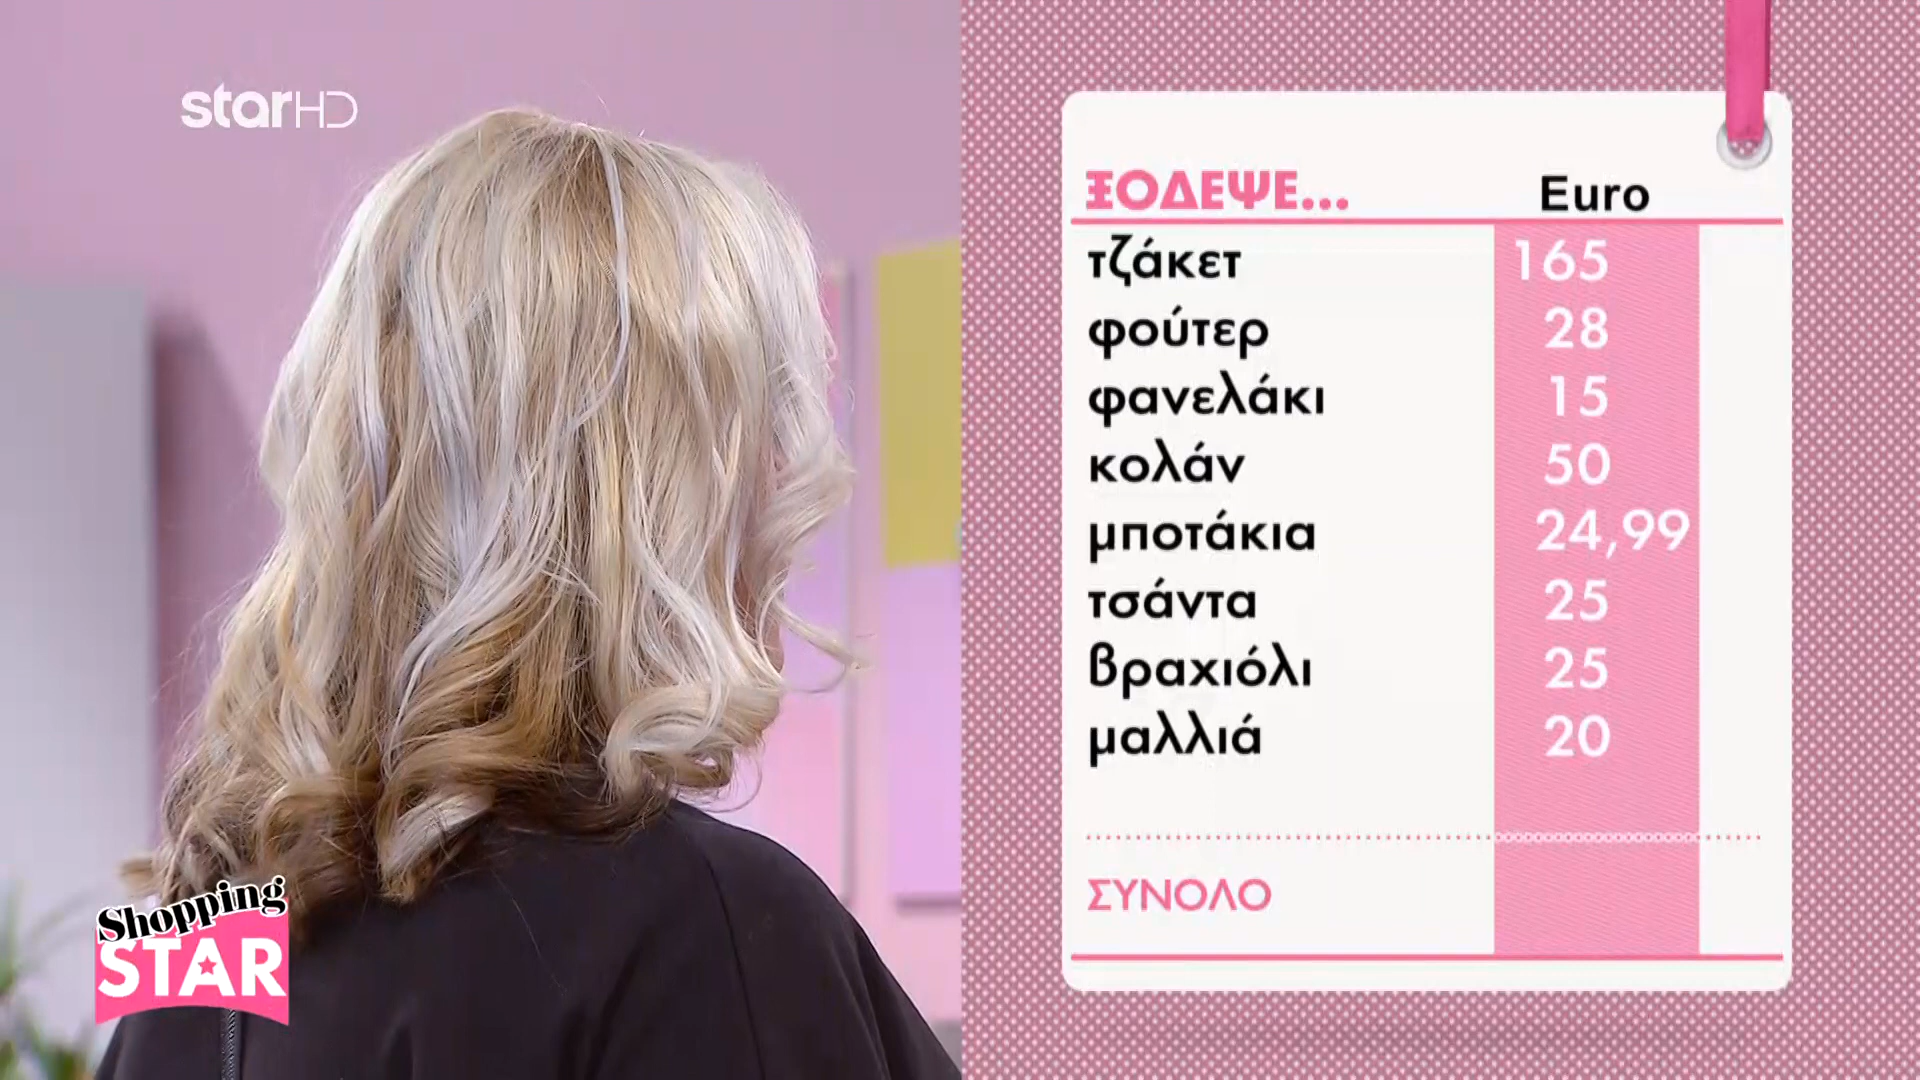 starHD
ΞΟΔΕΨΕ... Euro
τζάκετ 165
φούτερ 28
φανελάκι 15
κολάν 50
μποτάκια 24,99
τσάντα 25
βραχιόλι 25
μαλλιά 20
ΣΥΝΟΛΟ
Shopping
STAR